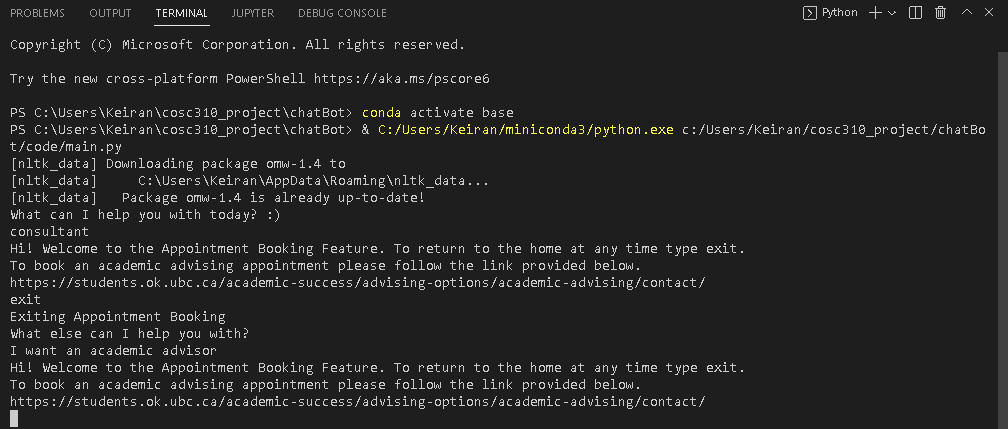 PROBLEMS OUTPUT TERMINAL JUPYTER DEBUG CONSOLE Python
Copyright (C) Microsoft Corporation. All rights reserved.
Try the new cross-platform PowerShell https://aka.ms/pscore6
PS C:\Users\Keiran\cosc310_project\chatBot> conda activate base
PS C:\Users\Keiran\cosc310_project\chatBot> & C:/Users/Keiran/miniconda3/python.exe c:/Users/Keiran/cosc310_project/chatBo
t/code/main.py
[nltk_data] Downloading package omw-1.4 to
[nltk_data]     C:\Users\Keiran\AppData\Roaming\nltk_data...
[nltk_data]   Package omw-1.4 is already up-to-date!
What can I help you with today? :)
consultant
Hi! Welcome to the Appointment Booking Feature. To return to the home at any time type exit.
To book an academic advising appointment please follow the link provided below.
https://students.ok.ubc.ca/academic-success/advising-options/academic-advising/contact/
exit
Exiting Appointment Booking
What else can I help you with?
I want an academic advisor
Hi! Welcome to the Appointment Booking Feature. To return to the home at any time type exit.
To book an academic advising appointment please follow the link provided below.
https://students.ok.ubc.ca/academic-success/advising-options/academic-advising/contact/